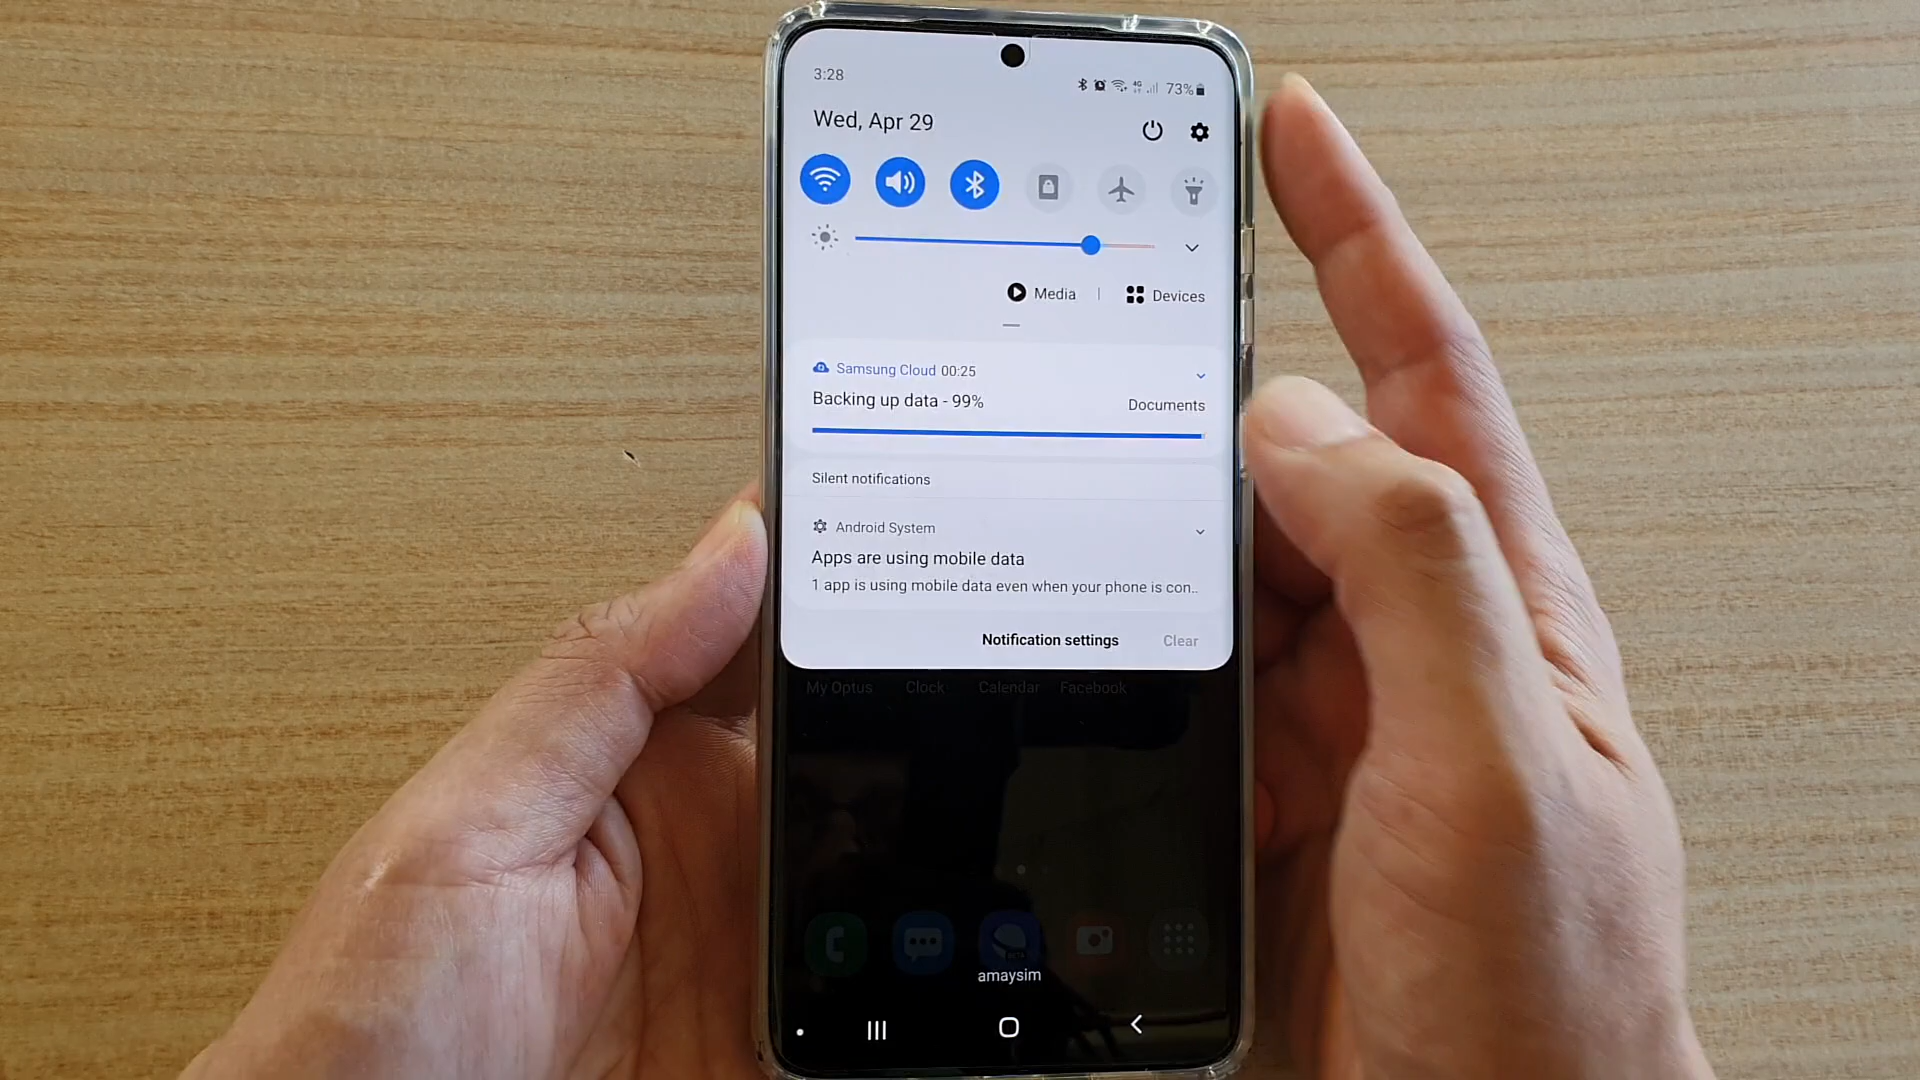 3:28
4G 73%
Wed, Apr 29
Media | Devices
Samsung Cloud 00:25
Backing up data - 99% Documents
Silent notifications
Android System
Apps are using mobile data
1 app is using mobile data even when your phone is con..
Notification settings Clear
My Optus Clock Calendar Facebook
BETA
amaysim